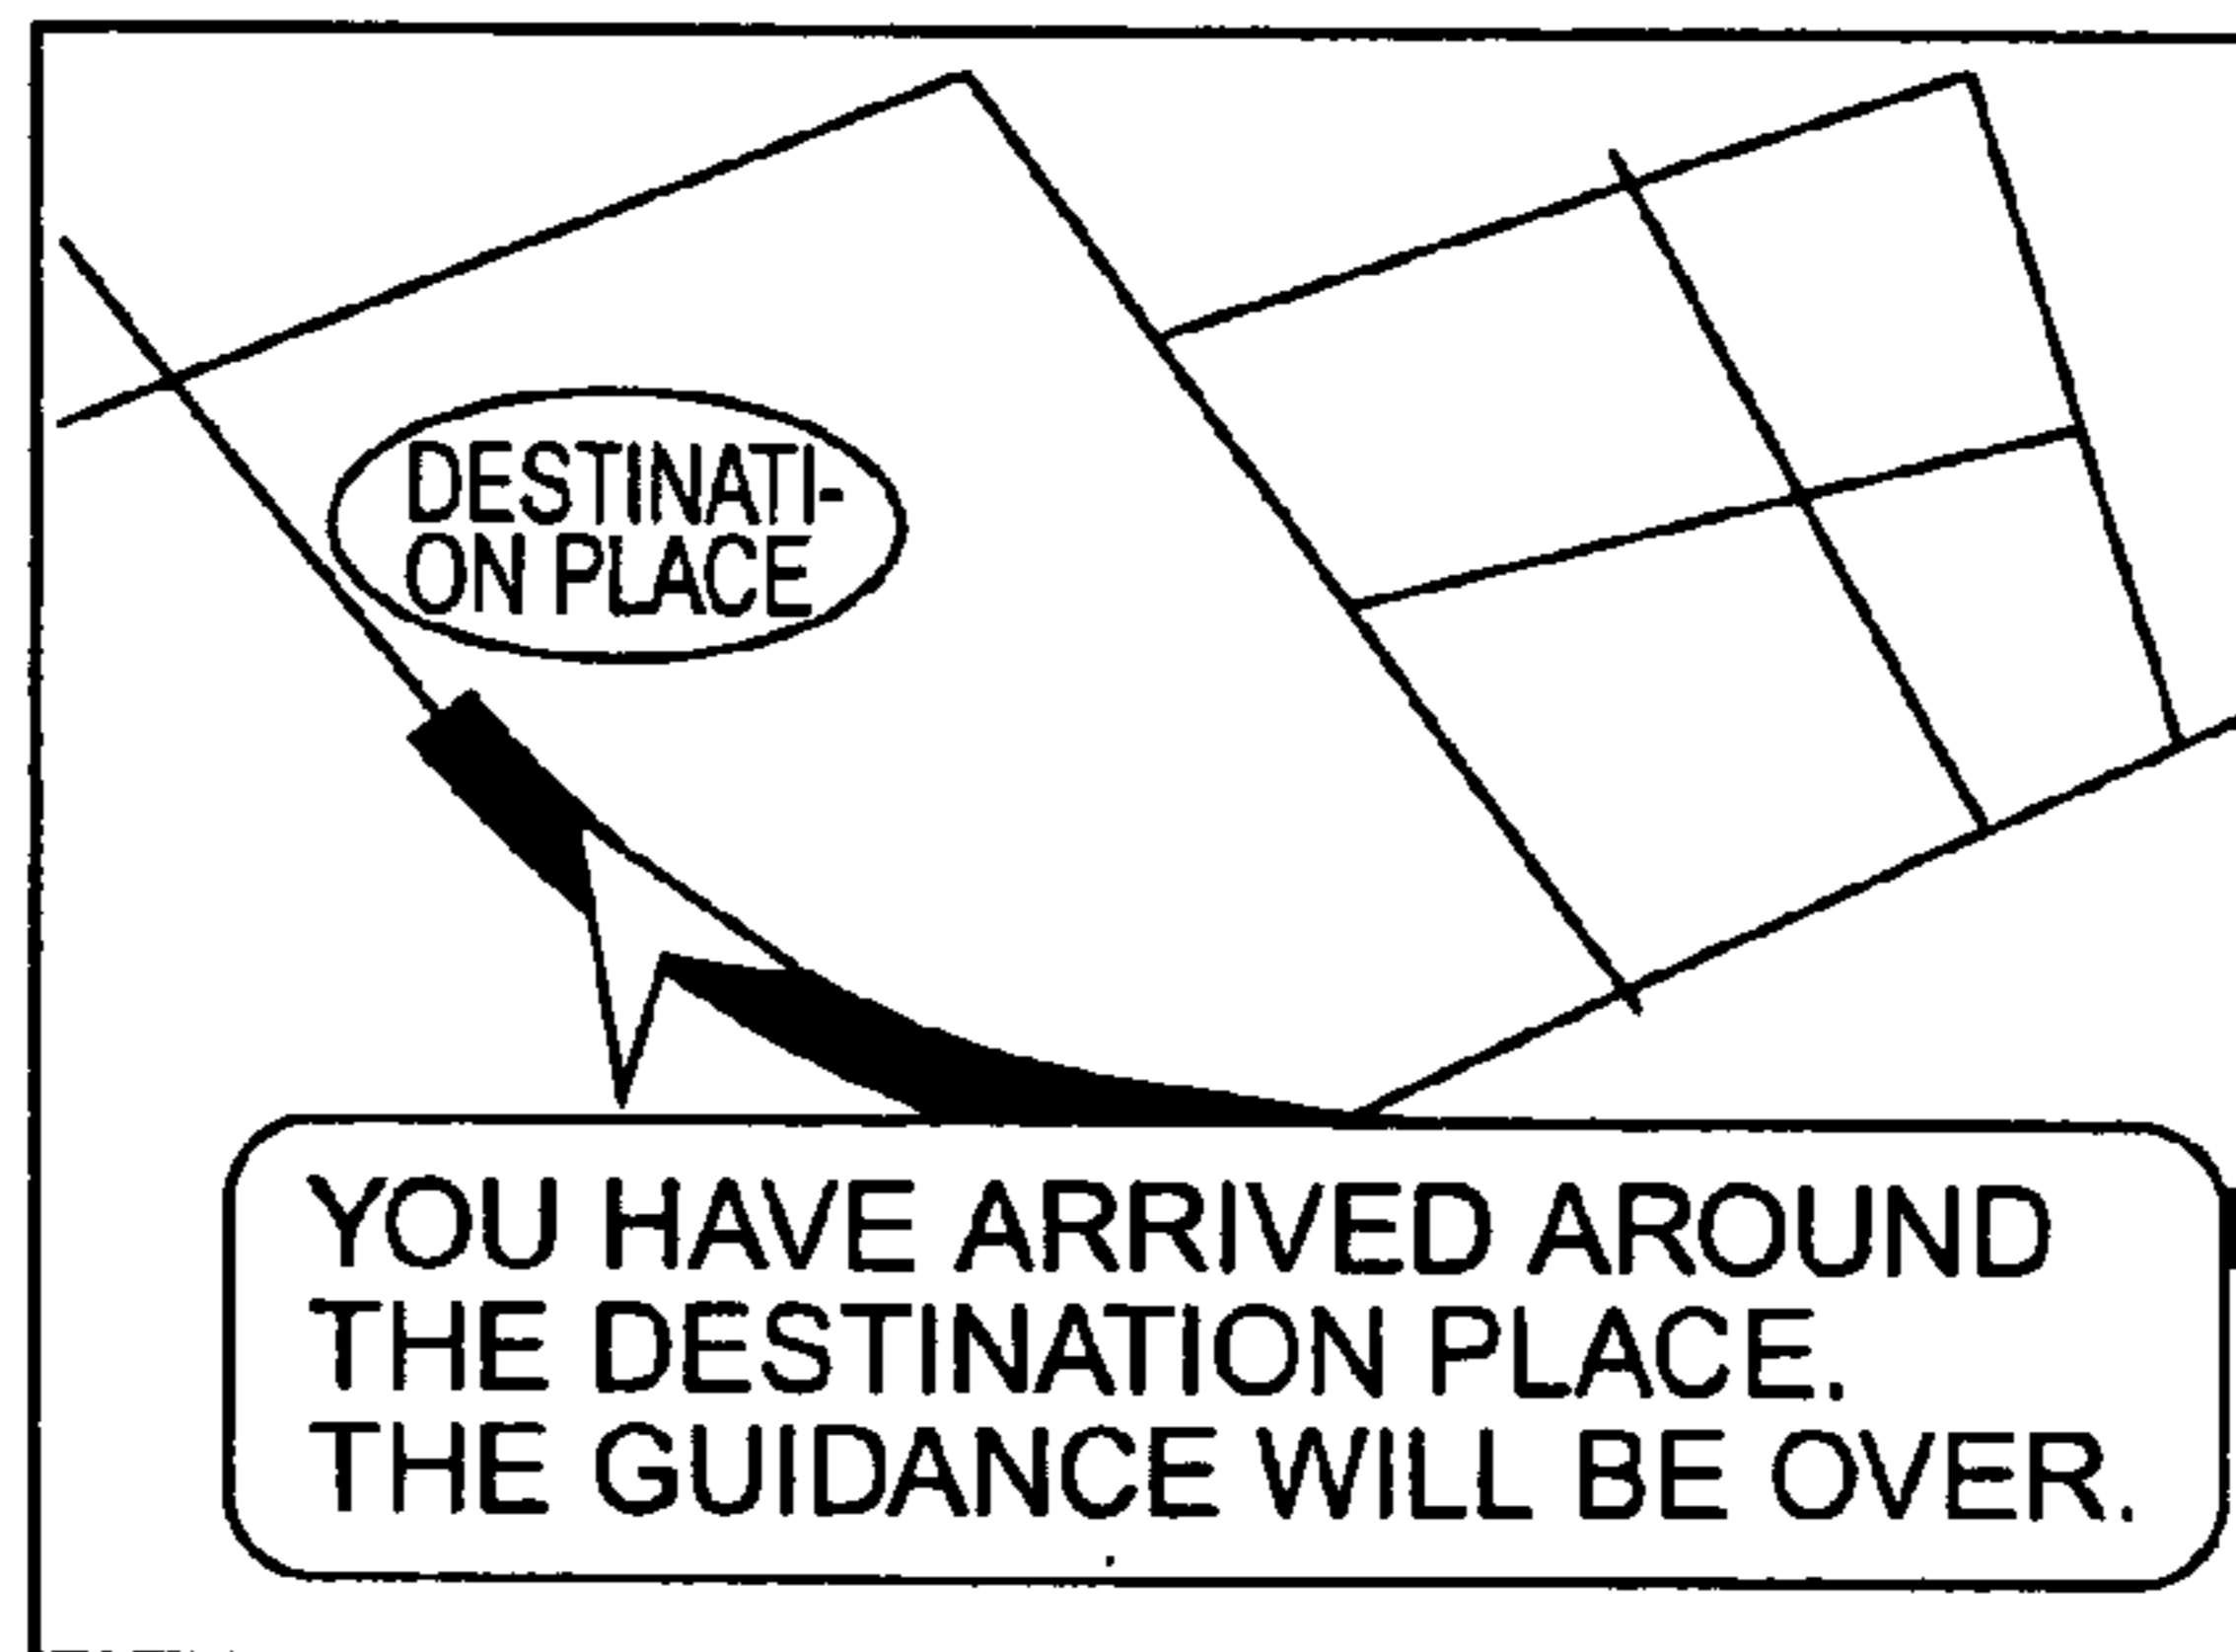 DESTINATI-
ON PLACE
YOU HAVE ARRIVED AROUND
THE DESTINATION PLACE.
THE GUIDANCE WILL BE OVER.